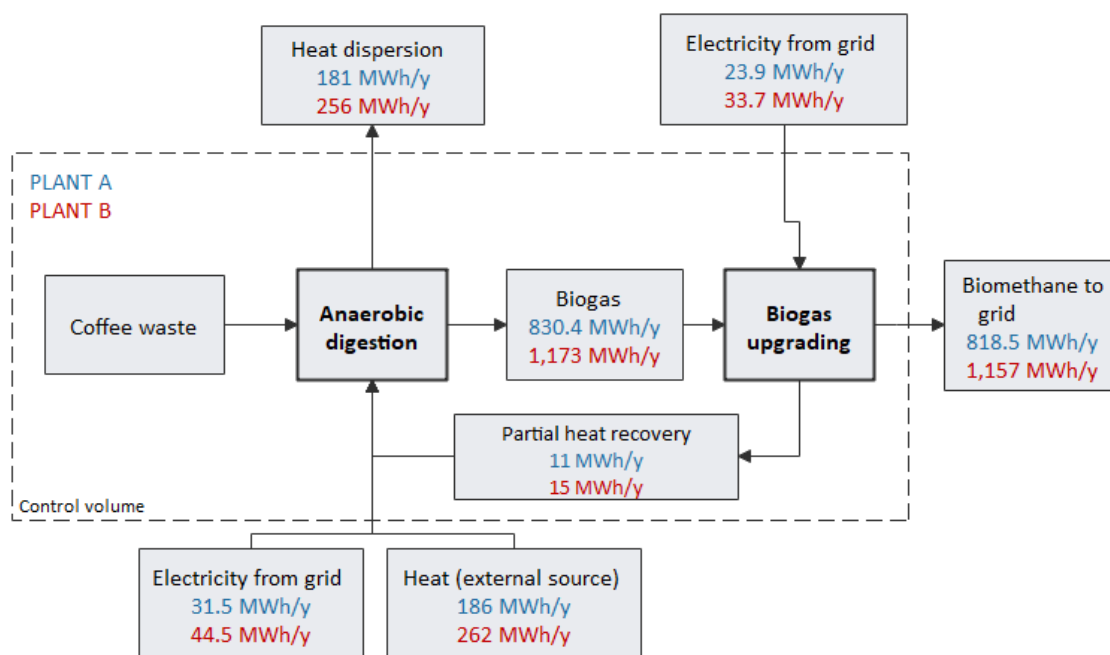 Heat dispersion
181 MWh/y
256 MWh/y
Electricity from grid
23.9 MWh/y
33.7 MWh/y
PLANT A
PLANT B
Coffee waste
Anaerobic
digestion
Biogas
830.4 MWh/y
1,173 MWh/y
Biogas
upgrading
Biomethane to
grid
818.5 MWh/y
1,157 MWh/y
Partial heat recovery
11 MWh/y
15 MWh/y
Control volume
Electricity from grid
31.5 MWh/y
44.5 MWh/y
Heat (external source)
186 MWh/y
262 MWh/y